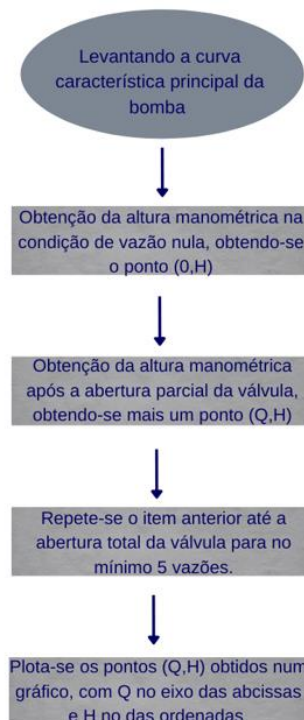 Levantando a curva
característica principal da
bomba
Obtenção da altura manométrica na
condição de vazão nula, obtendo-se
o ponto (0,H)
Obtenção da altura manométrica
após a abertura parcial da válvula,
obtendo-se mais um ponto (Q,H)
Repete-se o item anterior até a
abertura total da válvula para no
mínimo 5 vazões.
Plota-se os pontos (Q,H) obtidos num
gráfico, com Q no eixo das abcissas
e H no das ordenadas